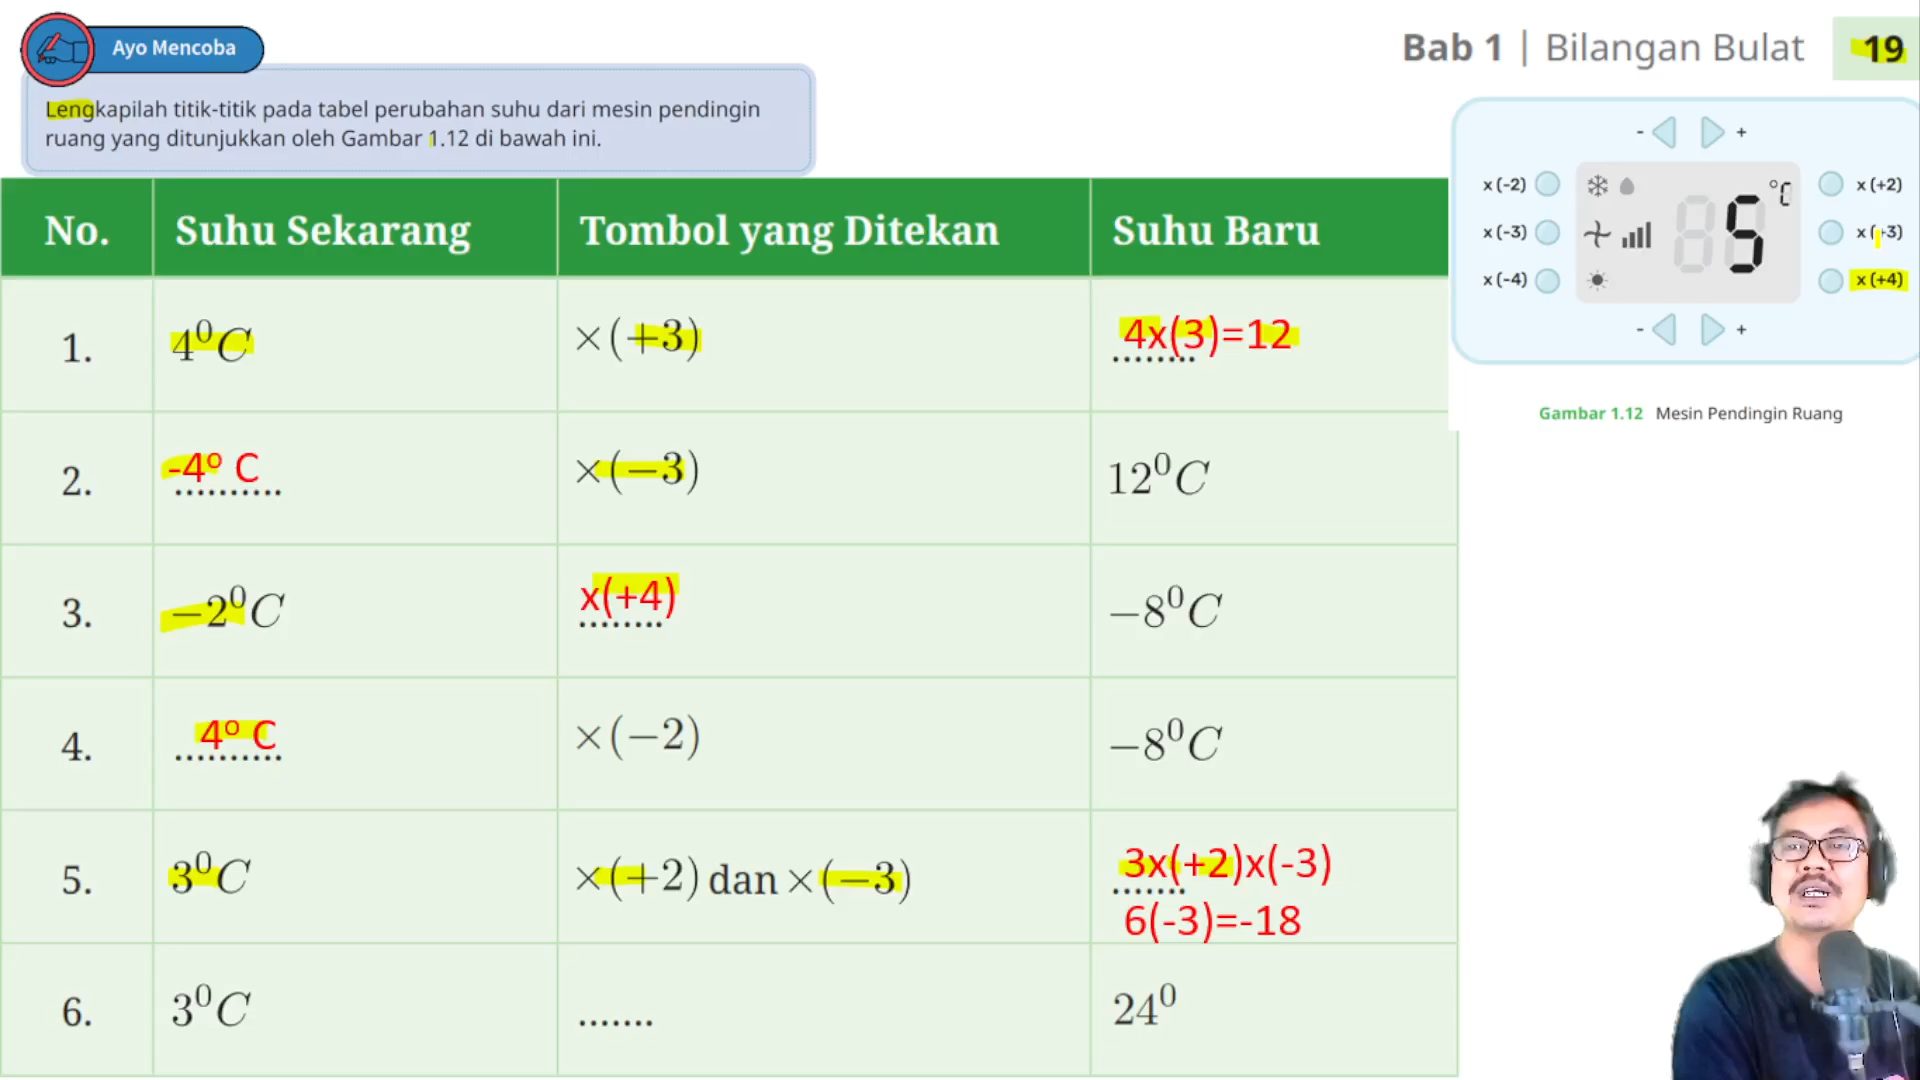 Ayo Mencoba
Bab 1 | Bilangan Bulat 19
Lengkapilah titik-titik pada tabel perubahan suhu dari mesin pendingin
ruang yang ditunjukkan oleh Gambar 1.12 di bawah ini.
- +
x (-2) x (+2)
x (-3) x (+3)
x (-4) x (+4)
5 °C
- +
Gambar 1.12 Mesin Pendingin Ruang
No. Suhu Sekarang Tombol yang Ditekan Suhu Baru
1. 4⁰C ×(+3) 4x(3)=12
........
2. -4º C ×(−3) 12⁰C
..........
3. −2⁰C x(+4) −8⁰C
........
4. 4º C ×(−2) −8⁰C
..........
5. 3⁰C ×(+2) dan ×(−3) 3x(+2)x(-3)
.......
6(-3)=-18
6. 3⁰C ....... 24⁰